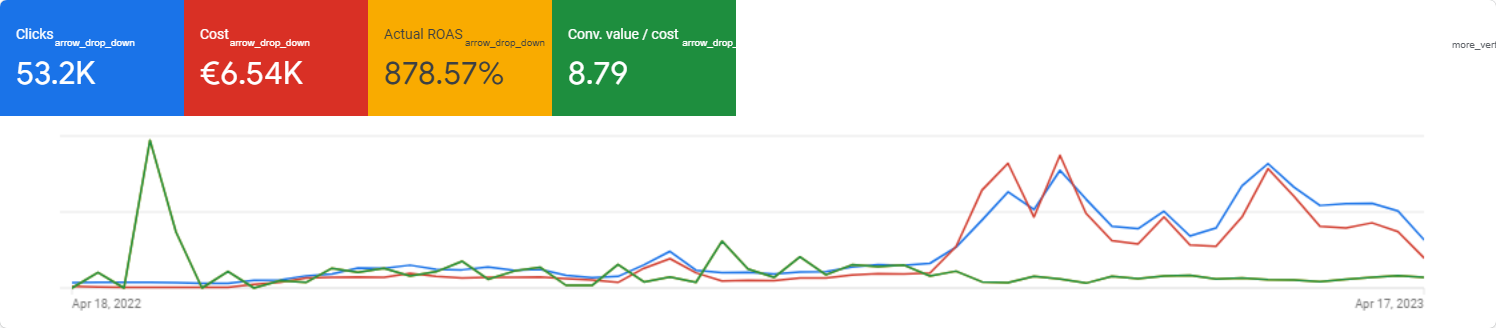 Clicks arrow_drop_down
53.2K
Cost arrow_drop_down
€6.54K
Actual ROAS arrow_drop_down
878.57%
Conv. value / cost arrow_drop_
8.79
more_vert
Apr 18, 2022
Apr 17, 2023